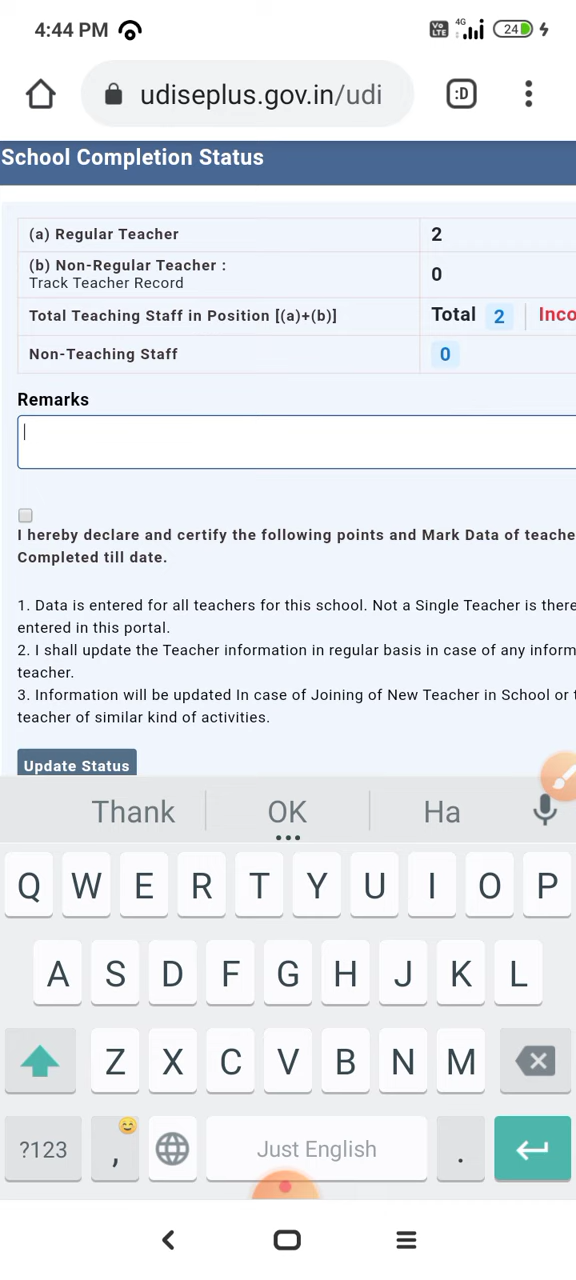 4:44 PM
Vo LTE 4G 24
udiseplus.gov.in/udi
:D
School Completion Status
(a) Regular Teacher 2
(b) Non-Regular Teacher :
Track Teacher Record 0
Total Teaching Staff in Position [(a)+(b)] Total 2 Inco
Non-Teaching Staff 0
Remarks
I hereby declare and certify the following points and Mark Data of teache
Completed till date.
1. Data is entered for all teachers for this school. Not a Single Teacher is there
entered in this portal.
2. I shall update the Teacher information in regular basis in case of any inform
teacher.
3. Information will be updated In case of Joining of New Teacher in School or t
teacher of similar kind of activities.
Update Status
Thank OK Ha
Q W E R T Y U I O P
A S D F G H J K L
Z X C V B N M
?123 , Just English .